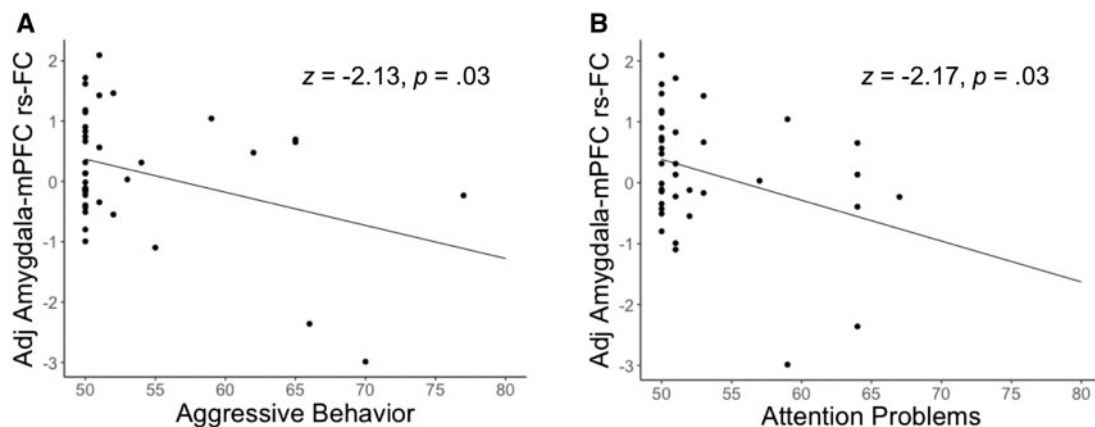 A
Adj Amygdala-mPFC rs-FC
2
1
0
-1
-2
-3
z = -2.13, p = .03
50 55 60 65 70 75 80
Aggressive Behavior
B
Adj Amygdala-mPFC rs-FC
2
1
0
-1
-2
-3
z = -2.17, p = .03
50 55 60 65 70 75 80
Attention Problems